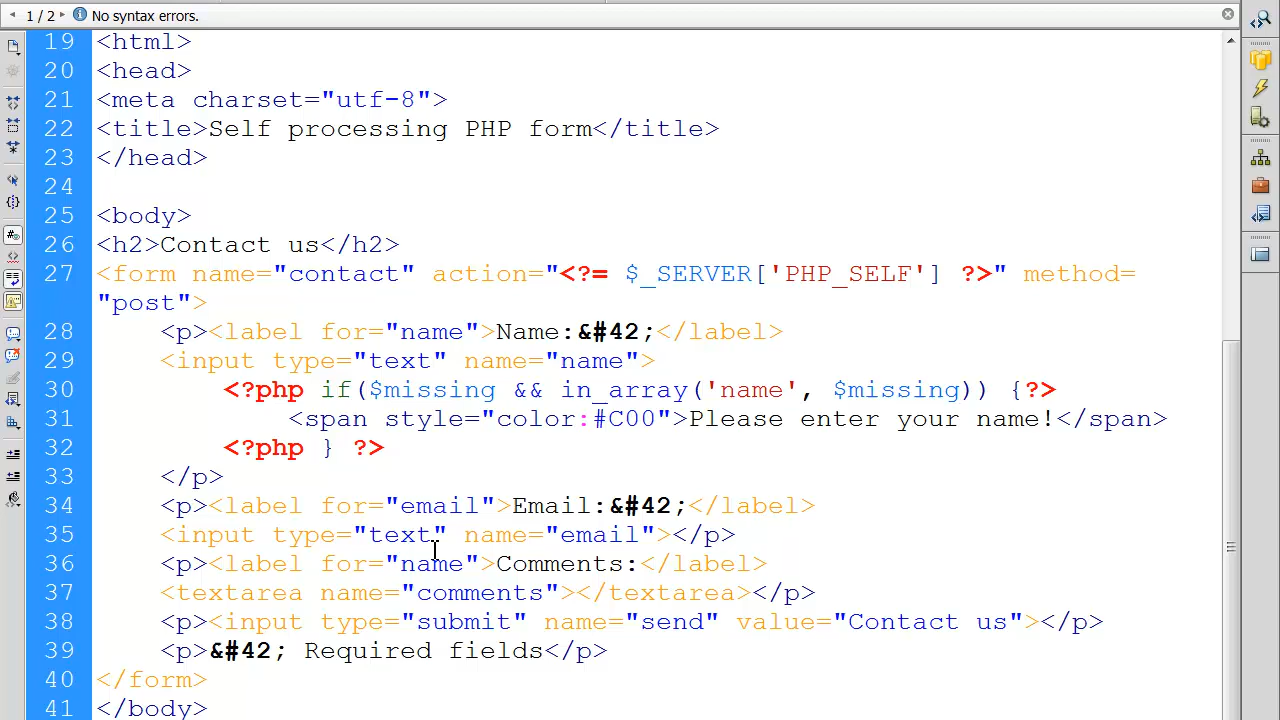 1 / 2 No syntax errors.
19 <html>
20 <head>
21 <meta charset="utf-8">
22 <title>Self processing PHP form</title>
23 </head>
24
25 <body>
26 <h2>Contact us</h2>
27 <form name="contact" action="<?= $_SERVER['PHP_SELF'] ?>" method=
"post">
28 <p><label for="name">Name:&#42;</label>
29 <input type="text" name="name">
30 <?php if($missing && in_array('name', $missing)) {?>
31 <span style="color:#C00">Please enter your name!</span>
32 <?php } ?>
33 </p>
34 <p><label for="email">Email:&#42;</label>
35 <input type="text" name="email"></p>
36 <p><label for="name">Comments:</label>
37 <textarea name="comments"></textarea></p>
38 <p><input type="submit" name="send" value="Contact us"></p>
39 <p>&#42; Required fields</p>
40 </form>
41 </body>